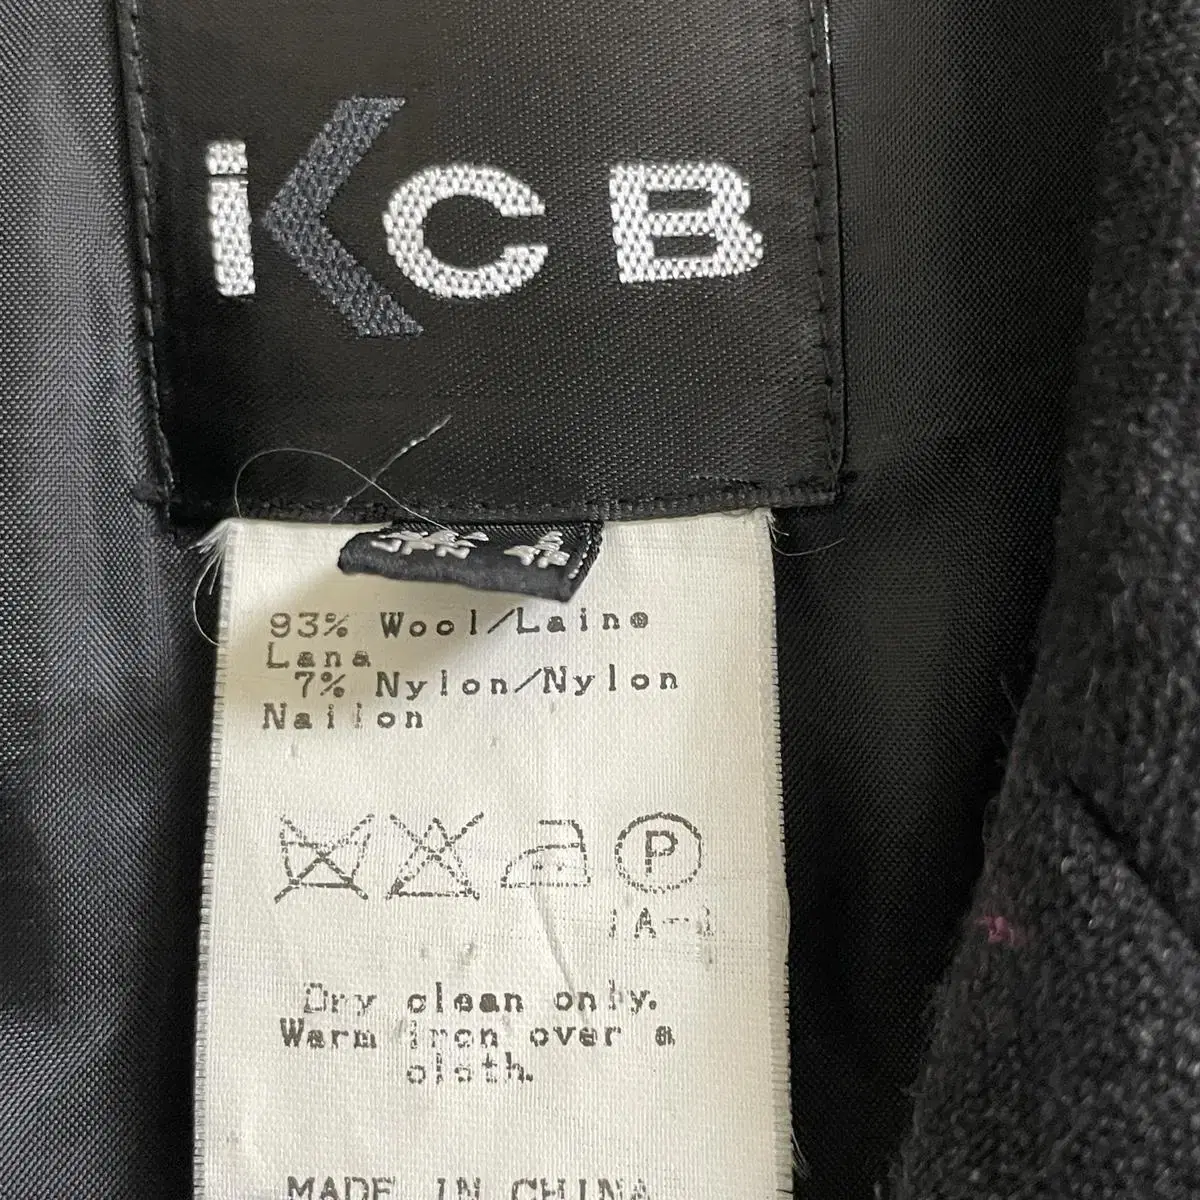 iKCB
93% Wool/Laine
Lana
7% Nylon/Nylon
Nailon
P
Dry clean only.
Warm iron over a
cloth.
MADE IN CHINA